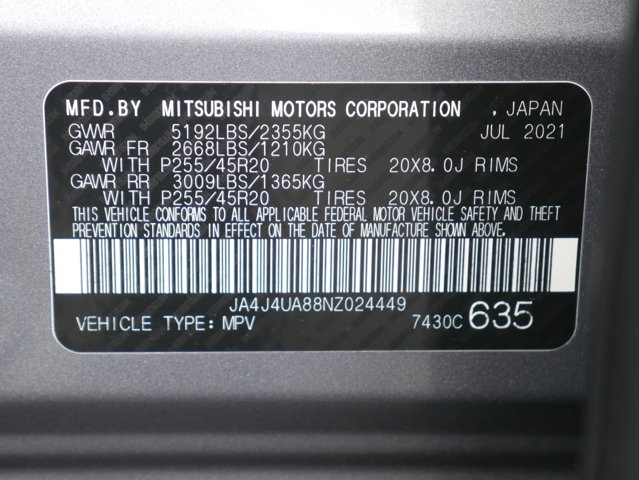 MFD.BY MITSUBISHI MOTORS CORPORATION , JAPAN
GVWR 5192LBS/2355KG JUL 2021
GAWR FR 2668LBS/1210KG
WITH P255/45R20 TIRES 20X8.0J RIMS
GAWR RR 3009LBS/1365KG
WITH P255/45R20 TIRES 20X8.0J RIMS
THIS VEHICLE CONFORMS TO ALL APPLICABLE FEDERAL MOTOR VEHICLE SAFETY AND THEFT
PREVENTION STANDARDS IN EFFECT ON THE DATE OF MANUFACTURE SHOWN ABOVE.
JA4J4UA88NZ024449
VEHICLE TYPE: MPV 7430C 635